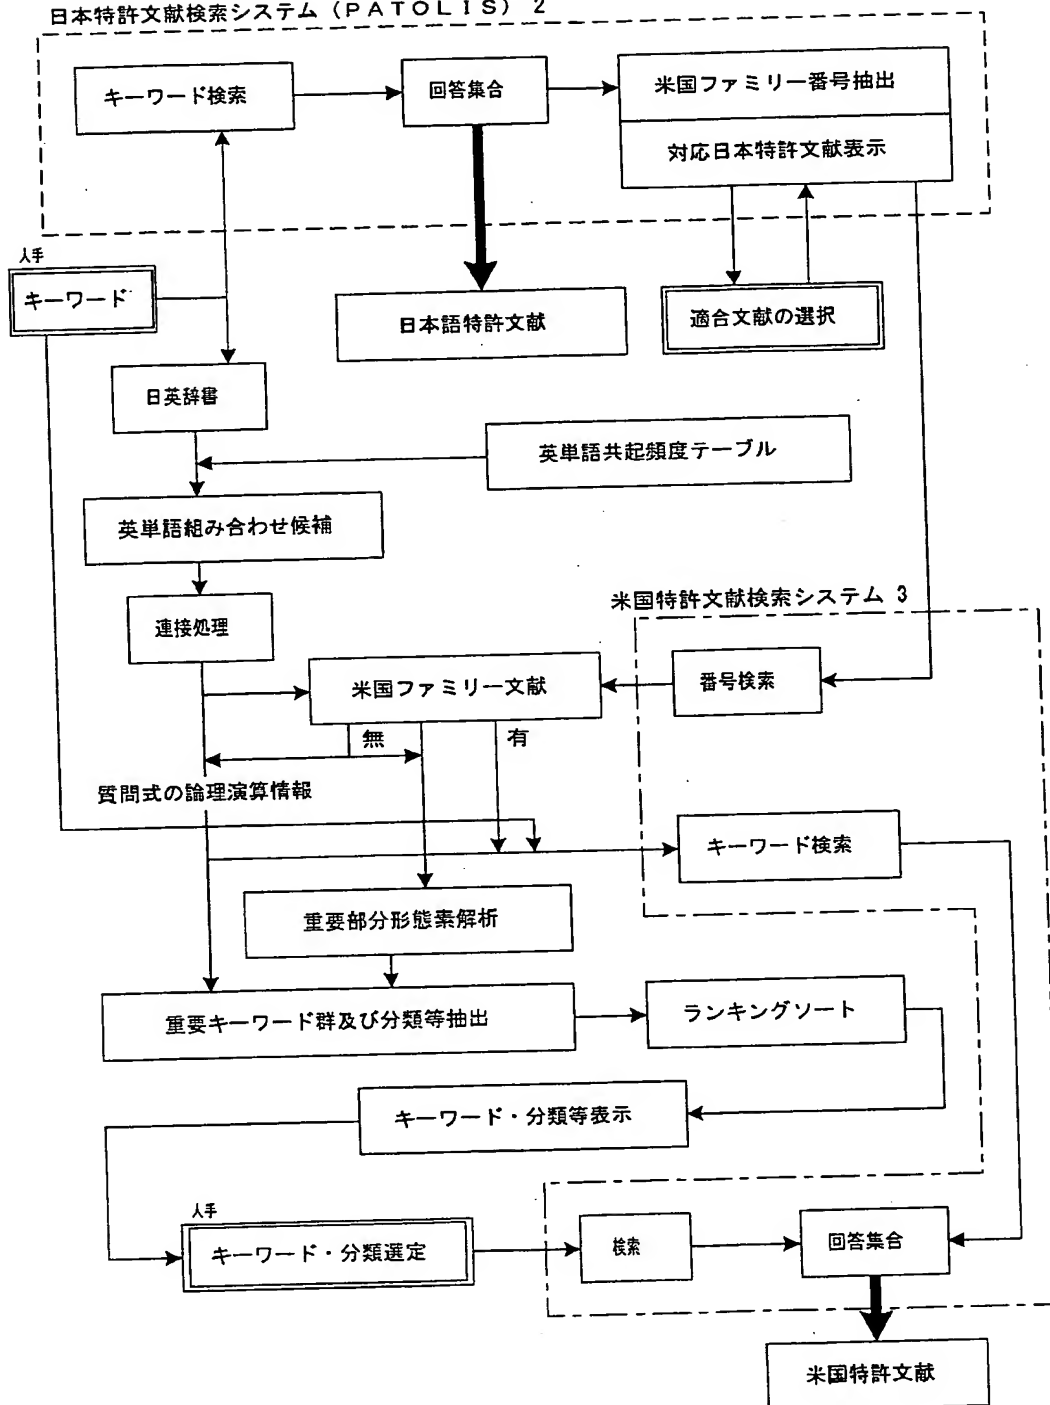 日本特許文献検索システム（ＰＡＴＯＬＩＳ） 2
キーワード検索
回答集合
米国ファミリー番号抽出
対応日本特許文献表示
人手
キーワード
日本語特許文献
適合文献の選択
日英辞書
英単語共起頻度テーブル
英単語組み合わせ候補
連接処理
米国特許文献検索システム 3
米国ファミリー文献
番号検索
無
有
質問式の論理演算情報
キーワード検索
重要部分形態素解析
重要キーワード群及び分類等抽出
ランキングソート
キーワード・分類等表示
人手
キーワード・分類選定
検索
回答集合
米国特許文献